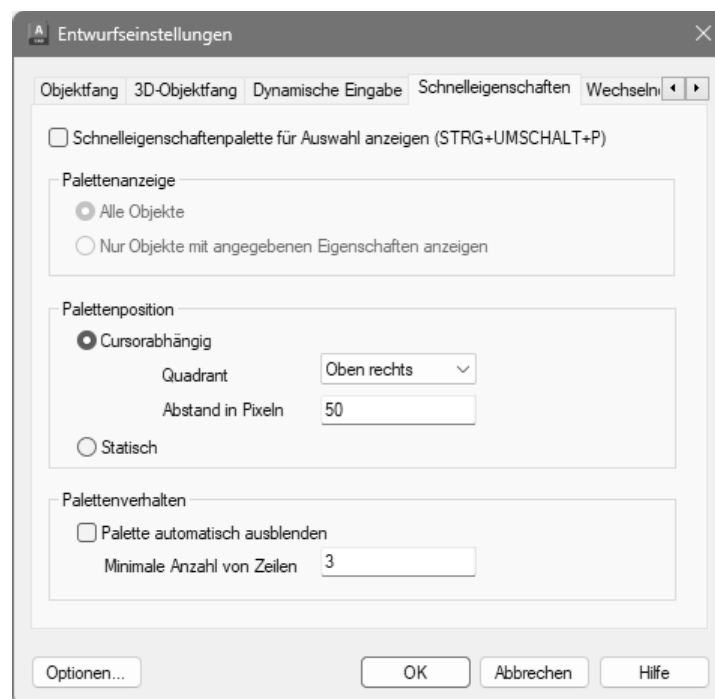 A
CAD
Entwurfseinstellungen
Objektfang 3D-Objektfang Dynamische Eingabe Schnelleigenschaften Wechseln
Schnelleigenschaftenpalette für Auswahl anzeigen (STRG+UMSCHALT+P)
Palettenanzeige
Alle Objekte
Nur Objekte mit angegebenen Eigenschaften anzeigen
Palettenposition
Cursorabhängig
Quadrant Oben rechts
Abstand in Pixeln 50
Statisch
Palettenverhalten
Palette automatisch ausblenden
Minimale Anzahl von Zeilen 3
Optionen... OK Abbrechen Hilfe